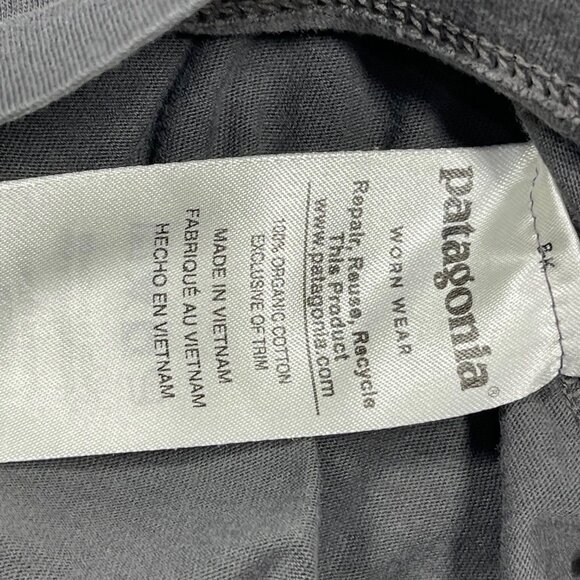 patagonia®
WORN WEAR
Repair, Reuse, Recycle
This Product
www.patagonia.com
100% ORGANIC COTTON
EXCLUSIVE OF TRIM
MADE IN VIETNAM
FABRIQUÉ AU VIETNAM
HECHO EN VIETNAM